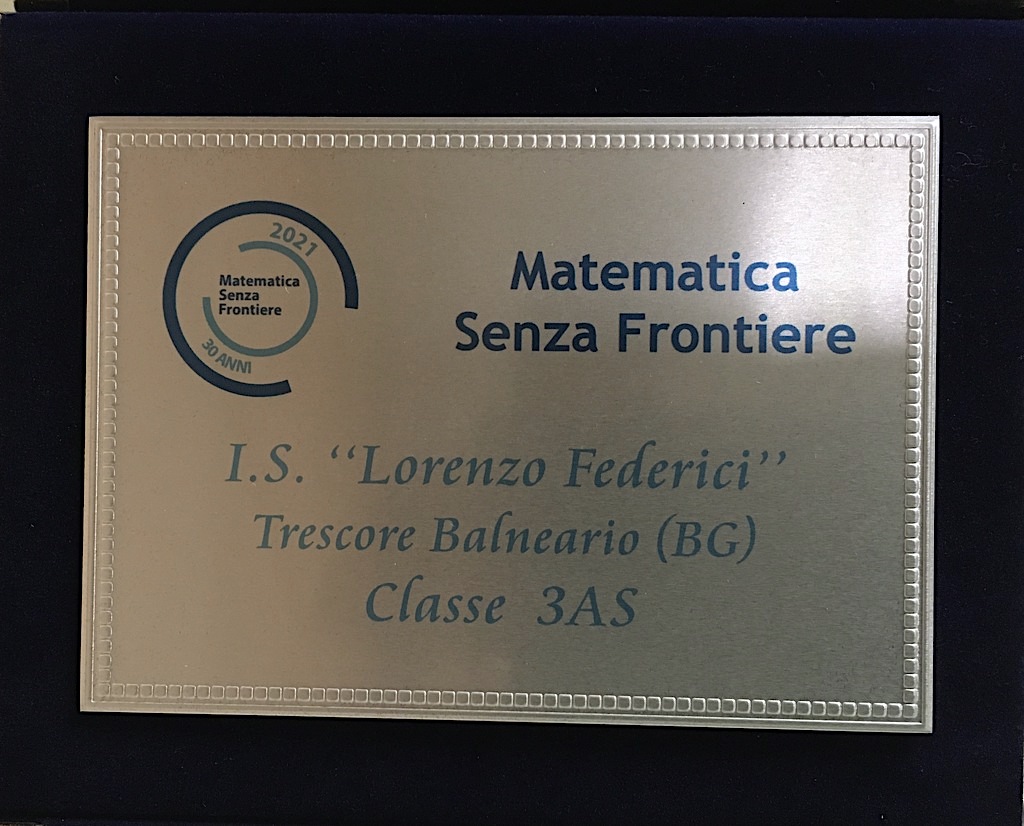 2021
Matematica
Senza
Frontiere
30 ANNI
Matematica
Senza Frontiere
I.S. “Lorenzo Federici”
Trescore Balneario (BG)
Classe 3AS